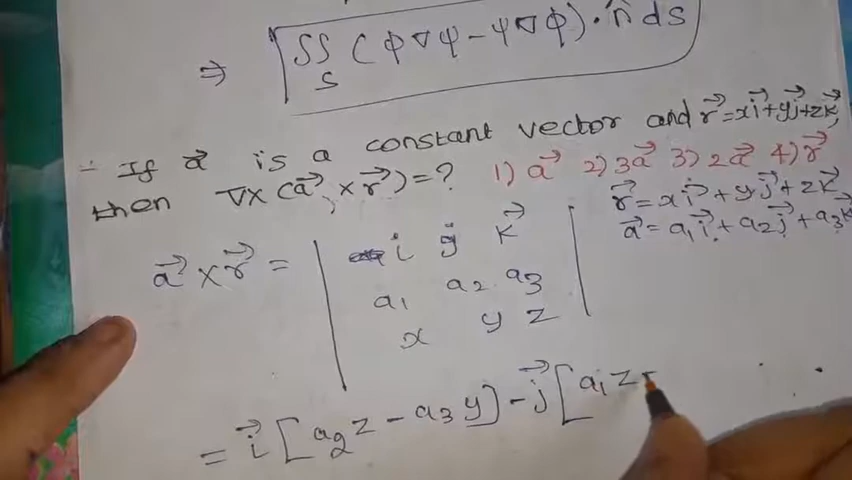 ⇒ ∬ₛ (φ∇ψ - ψ∇φ)·n̂ ds
If a⃗ is a constant vector and r⃗ = xi⃗+yj⃗+zk⃗,
then ∇×(a⃗ × r⃗) = ? 1) a⃗ 2) 3a⃗ 3) 2a⃗ 4) r⃗
r⃗ = xi⃗ + yj⃗ + zk⃗
a⃗ = a₁i⃗ + a₂j⃗ + a₃k⃗
a⃗ × r⃗ = | i j k⃗ |
a₁ a₂ a₃
x y z
= i⃗ [a₂z - a₃y] - j⃗ [a₁z -